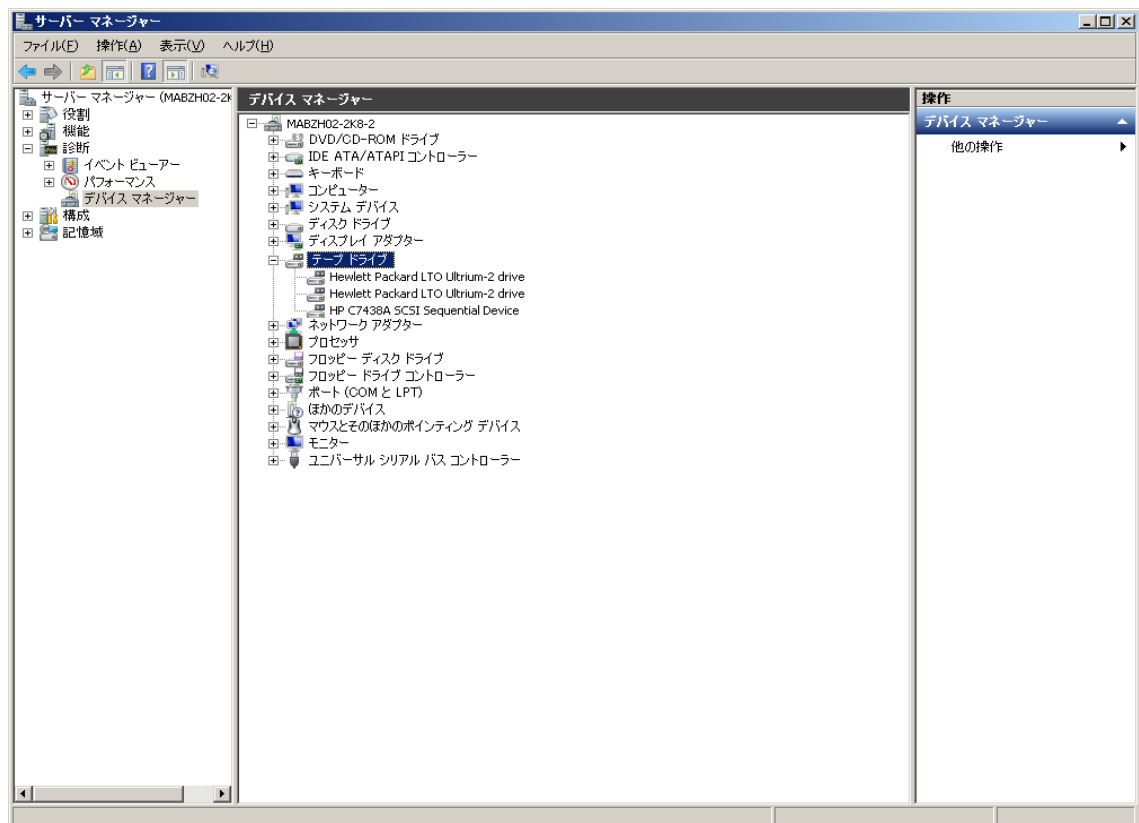 サーバー マネージャー
ファイル(F) 操作(A) 表示(V) ヘルプ(H)
サーバー マネージャー (MABZH02-2K
役割
機能
診断
イベント ビューアー
パフォーマンス
デバイス マネージャー
構成
記憶域
デバイス マネージャー
MABZH02-2K8-2
DVD/CD-ROM ドライブ
IDE ATA/ATAPI コントローラー
キーボード
コンピューター
システム デバイス
ディスク ドライブ
ディスプレイ アダプター
テープ ドライブ
Hewlett Packard LTO Ultrium-2 drive
Hewlett Packard LTO Ultrium-2 drive
HP C7438A SCSI Sequential Device
ネットワーク アダプター
プロセッサ
フロッピー ディスク ドライブ
フロッピー ドライブ コントローラー
ポート (COM と LPT)
ほかのデバイス
マウスとそのほかのポインティング デバイス
モニター
ユニバーサル シリアル バス コントローラー
操作
デバイス マネージャー
他の操作